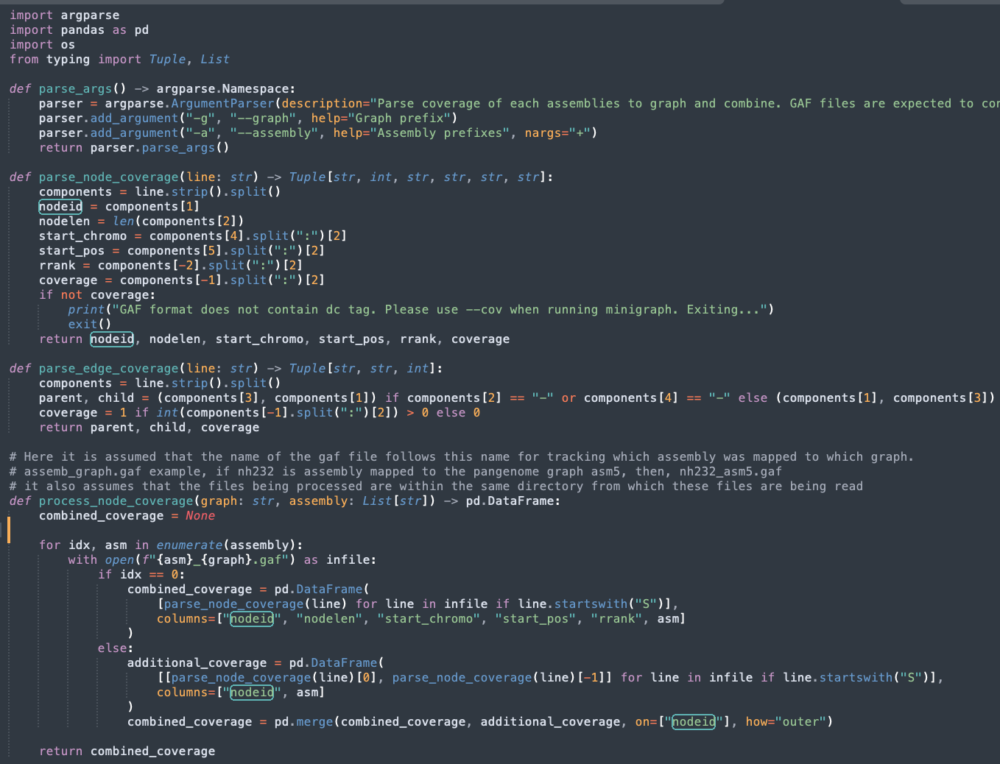 import argparse
import pandas as pd
import os
from typing import Tuple, List

def parse_args() -> argparse.Namespace:
    parser = argparse.ArgumentParser(description="Parse coverage of each assemblies to graph and combine. GAF files are expected to
    parser.add_argument("-g", "--graph", help="Graph prefix")
    parser.add_argument("-a", "--assembly", help="Assembly prefixes", nargs="+")
    return parser.parse_args()

def parse_node_coverage(line: str) -> Tuple[str, int, str, str, str, str]:
    components = line.strip().split()
    nodeid = components[1]
    nodelen = len(components[2])
    start_chromo = components[4].split(":")[2]
    start_pos = components[5].split(":")[2]
    rrank = components[-2].split(":")[2]
    coverage = components[-1].split(":")[2]
    if not coverage:
        print("GAF format does not contain dc tag. Please use --cov when running minigraph. Exiting...")
        exit()
    return nodeid, nodelen, start_chromo, start_pos, rrank, coverage

def parse_edge_coverage(line: str) -> Tuple[str, str, int]:
    components = line.strip().split()
    parent, child = (components[3], components[1]) if components[2] == "-" or components[4] == "-" else (components[1], components[3])
    coverage = 1 if int(components[-1].split(":")[2]) > 0 else 0
    return parent, child, coverage

# Here it is assumed that the name of the gaf file follows this name for tracking which assembly was mapped to which graph.
# assemb_graph.gaf example, if nh232 is assembly mapped to the pangenome graph asm5, then, nh232_asm5.gaf
# it also assumes that the files being processed are within the same directory from which these files are being read
def process_node_coverage(graph: str, assembly: List[str]) -> pd.DataFrame:
    combined_coverage = None

    for idx, asm in enumerate(assembly):
        with open(f"{asm}_{graph}.gaf") as infile:
            if idx == 0:
                combined_coverage = pd.DataFrame(
                    [parse_node_coverage(line) for line in infile if line.startswith("S")],
                    columns=["nodeid", "nodelen", "start_chromo", "start_pos", "rrank", asm]
                )
            else:
                additional_coverage = pd.DataFrame(
                    [[parse_node_coverage(line)[0], parse_node_coverage(line)[-1]] for line in infile if line.startswith("S")],
                    columns=["nodeid", asm]
                )
                combined_coverage = pd.merge(combined_coverage, additional_coverage, on=["nodeid"], how="outer")

    return combined_coverage